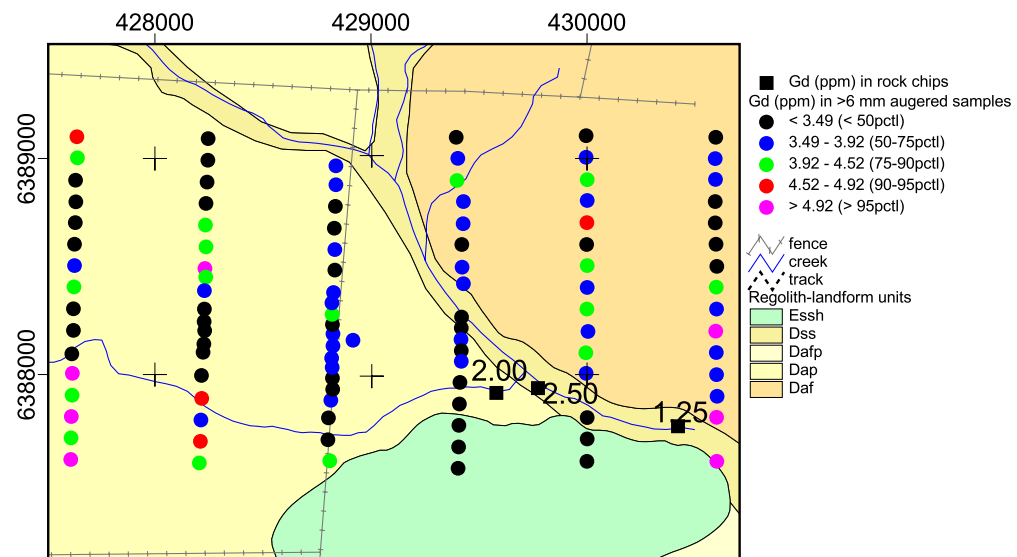 428000
429000
430000
6389000
6388000
2.00
2.50
1.25
Gd (ppm) in rock chips
Gd (ppm) in >6 mm augered samples
< 3.49 (< 50pctl)
3.49 - 3.92 (50-75pctl)
3.92 - 4.52 (75-90pctl)
4.52 - 4.92 (90-95pctl)
> 4.92 (> 95pctl)
fence
creek
track
Regolith-landform units
Essh
Dss
Dafp
Dap
Daf